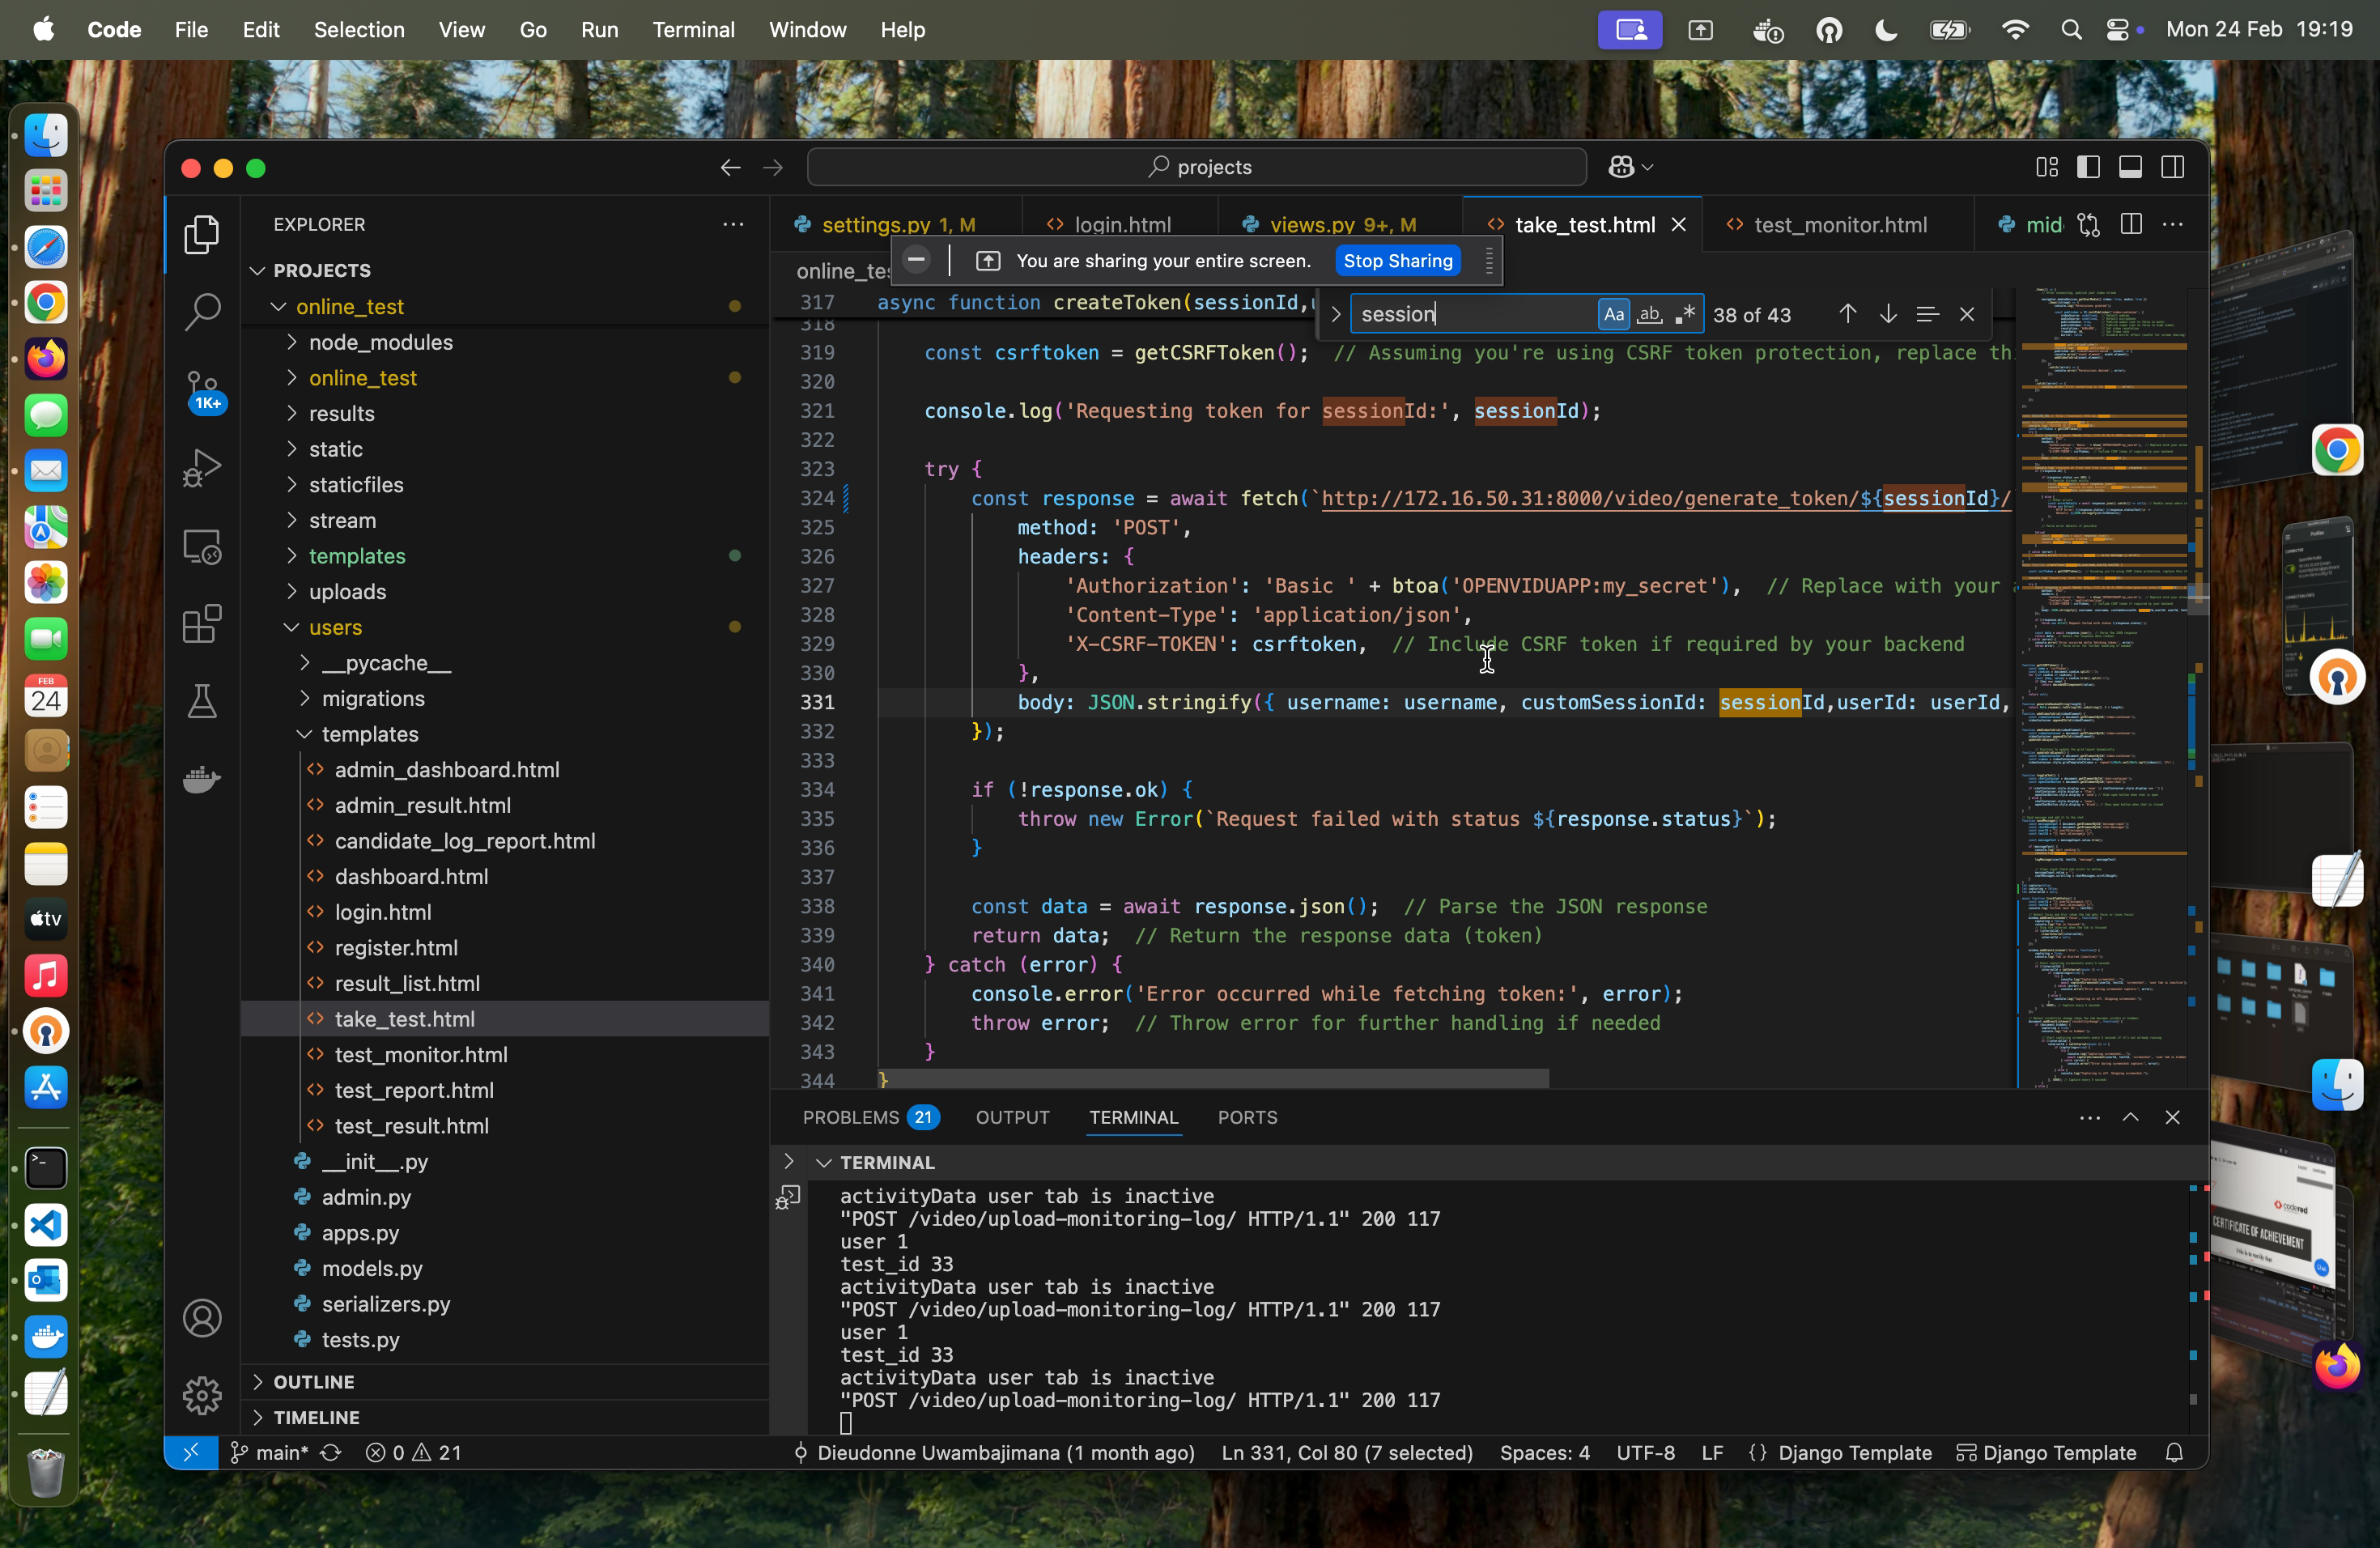 Code File Edit Selection View Go Run Terminal Window Help Mon 24 Feb 19:19
projects
EXPLORER
PROJECTS
online_test
node_modules
online_test
results
static
staticfiles
stream
templates
uploads
users
__pycache__
migrations
templates
admin_dashboard.html
admin_result.html
candidate_log_report.html
dashboard.html
login.html
register.html
result_list.html
take_test.html
test_monitor.html
test_report.html
test_result.html
__init__.py
admin.py
apps.py
models.py
serializers.py
tests.py
OUTLINE
TIMELINE
1K+
FEB
24
tv
settings.py 1, M login.html views.py 9+, M take_test.html test_monitor.html mid
You are sharing your entire screen. Stop Sharing
session Aa ab 38 of 43
317 async function createToken(sessionId,
318
319 const csrftoken = getCSRFToken(); // Assuming you're using CSRF token protection, replace
320
321 console.log('Requesting token for sessionId:', sessionId);
322
323 try {
324 const response = await fetch(`http://172.16.50.31:8000/video/generate_token/${sessionId}/
325 method: 'POST',
326 headers: {
327 'Authorization': 'Basic ' + btoa('OPENVIDUAPP:my_secret'), // Replace with your
328 'Content-Type': 'application/json',
329 'X-CSRF-TOKEN': csrftoken, // Include CSRF token if required by your backend
330 },
331 body: JSON.stringify({ username: username, customSessionId: sessionId,userId: userId,
332 });
333
334 if (!response.ok) {
335 throw new Error(`Request failed with status ${response.status}`);
336 }
337
338 const data = await response.json(); // Parse the JSON response
339 return data; // Return the response data (token)
340 } catch (error) {
341 console.error('Error occurred while fetching token:', error);
342 throw error; // Throw error for further handling if needed
343 }
344 }
PROBLEMS 21 OUTPUT TERMINAL PORTS
TERMINAL
activityData user tab is inactive
"POST /video/upload-monitoring-log/ HTTP/1.1" 200 117
user 1
test_id 33
activityData user tab is inactive
"POST /video/upload-monitoring-log/ HTTP/1.1" 200 117
user 1
test_id 33
activityData user tab is inactive
"POST /video/upload-monitoring-log/ HTTP/1.1" 200 117
main* 0 21 Dieudonne Uwambajimana (1 month ago) Ln 331, Col 80 (7 selected) Spaces: 4 UTF-8 LF {} Django Template Django Template
codered
CERTIFICATE OF ACHIEVEMENT